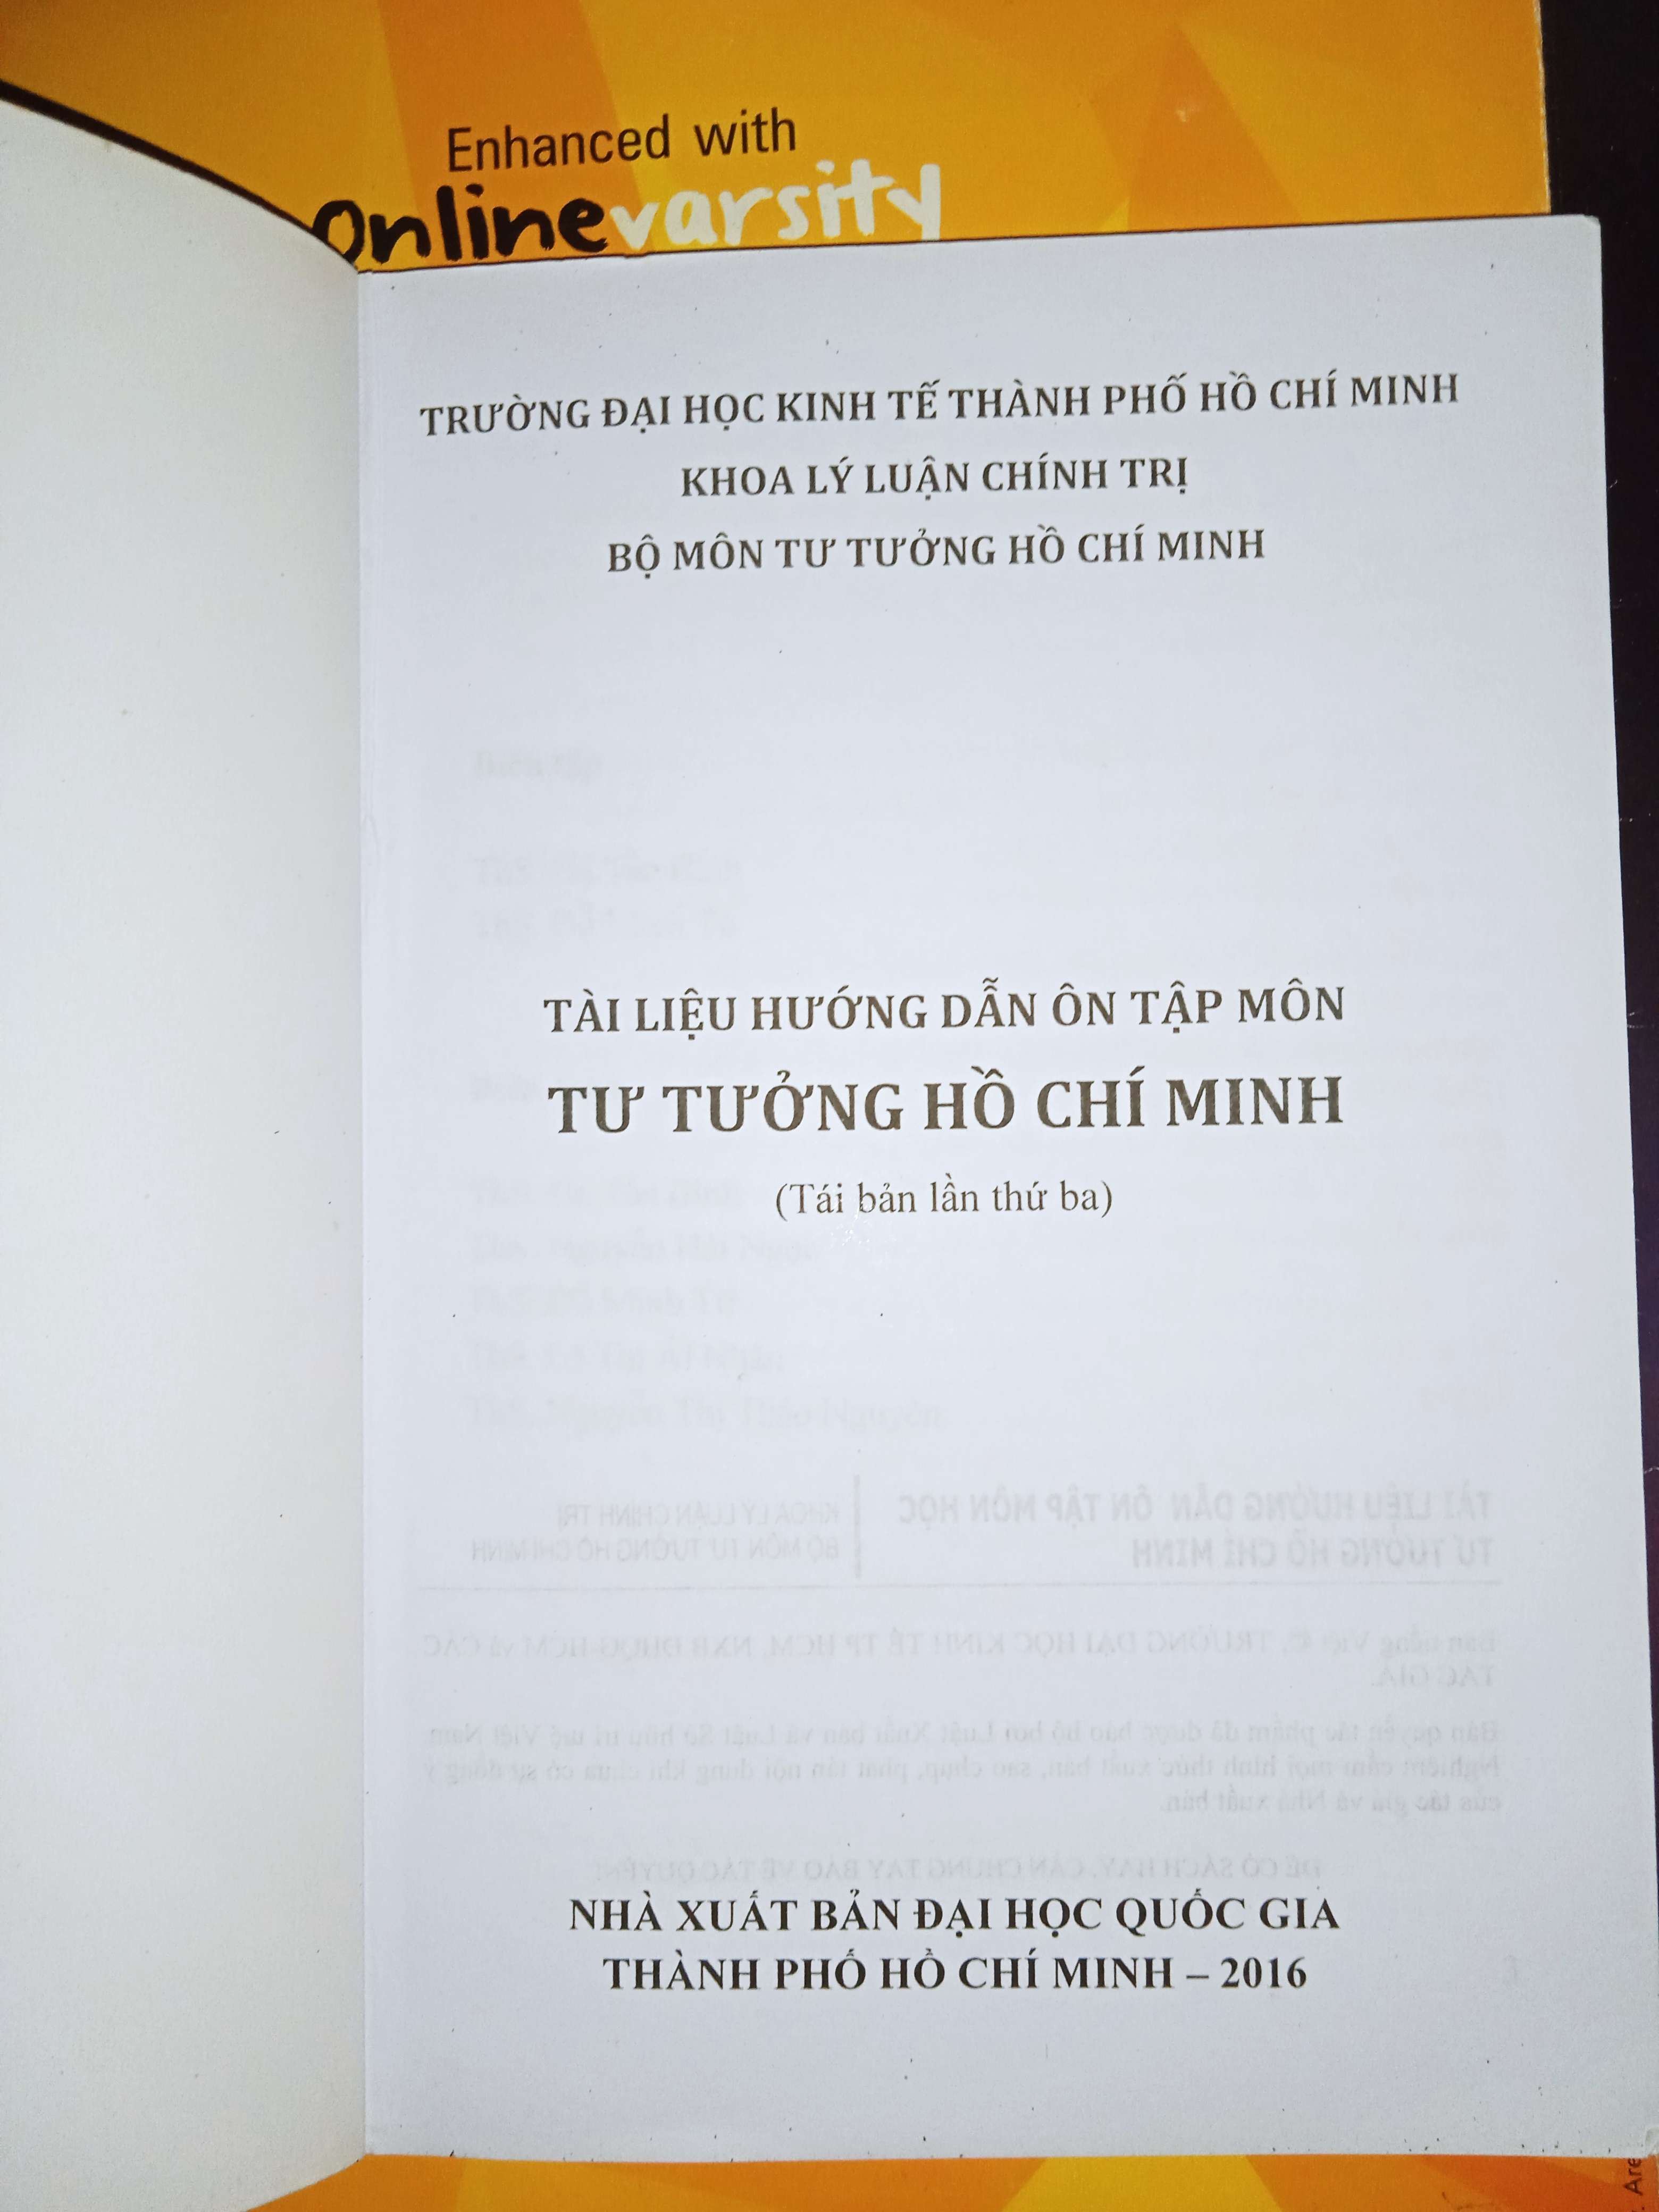 Enhanced with
Onlinevarsity
TRƯỜNG ĐẠI HỌC KINH TẾ THÀNH PHỐ HỒ CHÍ MINH
KHOA LÝ LUẬN CHÍNH TRỊ
BỘ MÔN TƯ TƯỞNG HỒ CHÍ MINH
TÀI LIỆU HƯỚNG DẪN ÔN TẬP MÔN
TƯ TƯỞNG HỒ CHÍ MINH
(Tái bản lần thứ ba)
NHÀ XUẤT BẢN ĐẠI HỌC QUỐC GIA
THÀNH PHỐ HỒ CHÍ MINH – 2016